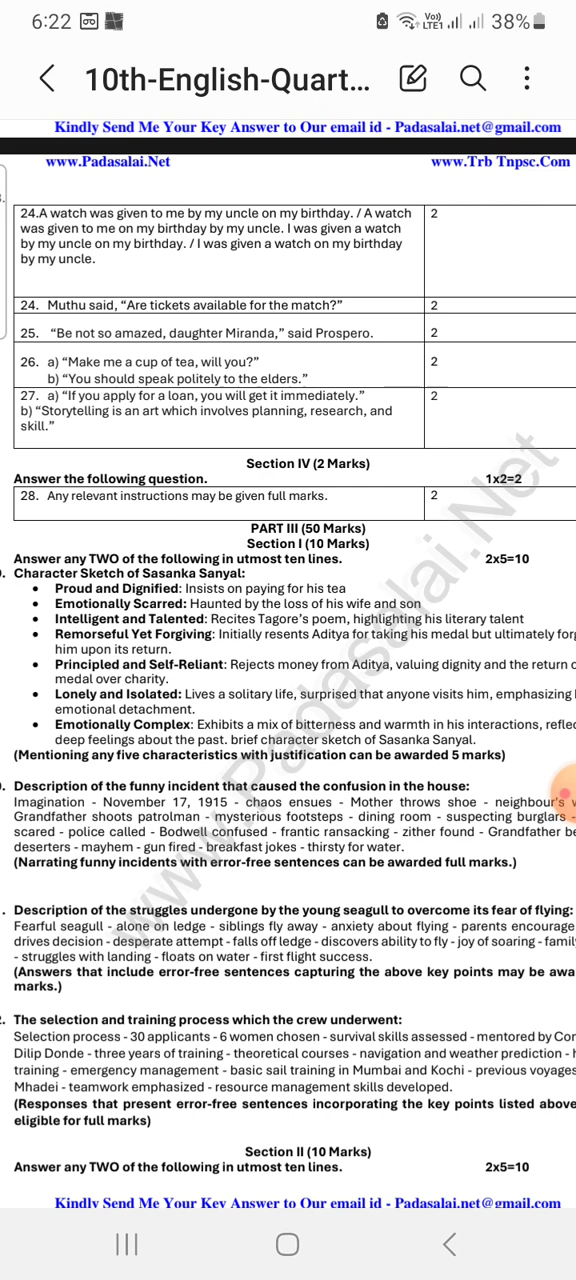 6:22 Vo) LTE1 38%
10th-English-Quart...
Kindly Send Me Your Key Answer to Our email id - Padasalai.net@gmail.com
www.Padasalai.Net www.Trb Tnpsc.Com
24.A watch was given to me by my uncle on my birthday. / A watch 2
was given to me on my birthday by my uncle. I was given a watch
by my uncle on my birthday. / I was given a watch on my birthday
by my uncle.
24. Muthu said, “Are tickets available for the match?” 2
25. “Be not so amazed, daughter Miranda,” said Prospero. 2
26. a) “Make me a cup of tea, will you?” 2
b) “You should speak politely to the elders.”
27. a) “If you apply for a loan, you will get it immediately.” 2
b) “Storytelling is an art which involves planning, research, and
skill.”
Section IV (2 Marks)
Answer the following question. 1x2=2
28. Any relevant instructions may be given full marks. 2
PART III (50 Marks)
Section I (10 Marks)
Answer any TWO of the following in utmost ten lines. 2x5=10
. Character Sketch of Sasanka Sanyal:
• Proud and Dignified: Insists on paying for his tea
• Emotionally Scarred: Haunted by the loss of his wife and son
• Intelligent and Talented: Recites Tagore’s poem, highlighting his literary talent
• Remorseful Yet Forgiving: Initially resents Aditya for taking his medal but ultimately forg
him upon its return.
• Principled and Self-Reliant: Rejects money from Aditya, valuing dignity and the return o
medal over charity.
• Lonely and Isolated: Lives a solitary life, surprised that anyone visits him, emphasizing
emotional detachment.
• Emotionally Complex: Exhibits a mix of bitterness and warmth in his interactions, reflec
deep feelings about the past. brief character sketch of Sasanka Sanyal.
(Mentioning any five characteristics with justification can be awarded 5 marks)
. Description of the funny incident that caused the confusion in the house:
Imagination - November 17, 1915 - chaos ensues - Mother throws shoe - neighbour's
Grandfather shoots patrolman - mysterious footsteps - dining room - suspecting burglars -
scared - police called - Bodwell confused - frantic ransacking - zither found - Grandfather be
deserters - mayhem - gun fired - breakfast jokes - thirsty for water.
(Narrating funny incidents with error-free sentences can be awarded full marks.)
. Description of the struggles undergone by the young seagull to overcome its fear of flying:
Fearful seagull - alone on ledge - siblings fly away - anxiety about flying - parents encourage
drives decision - desperate attempt - falls off ledge - discovers ability to fly - joy of soaring - famil
- struggles with landing - floats on water - first flight success.
(Answers that include error-free sentences capturing the above key points may be awa
marks.)
. The selection and training process which the crew underwent:
Selection process - 30 applicants - 6 women chosen - survival skills assessed - mentored by Co
Dilip Donde - three years of training - theoretical courses - navigation and weather prediction -
training - emergency management - basic sail training in Mumbai and Kochi - previous voyages
Mhadei - teamwork emphasized - resource management skills developed.
(Responses that present error-free sentences incorporating the key points listed above
eligible for full marks)
Section II (10 Marks)
Answer any TWO of the following in utmost ten lines. 2x5=10
Kindly Send Me Your Key Answer to Our email id - Padasalai.net@gmail.com
www.Padasalai.Net